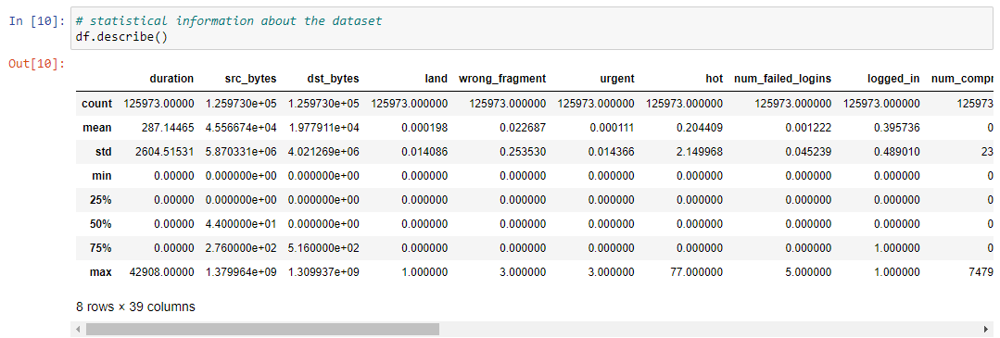 In [10]: # statistical information about the dataset
df.describe()
Out[10]:
duration src_bytes dst_bytes land wrong_fragment urgent hot num_failed_logins logged_in num_compr
count 125973.00000 1.259730e+05 1.259730e+05 125973.000000 125973.000000 125973.000000 125973.000000 125973.000000 125973.000000 125973
mean 287.14465 4.556674e+04 1.977911e+04 0.000198 0.022687 0.000111 0.204409 0.001222 0.395736 0
std 2604.51531 5.870331e+06 4.021269e+06 0.014086 0.253530 0.014366 2.149968 0.045239 0.489010 23
min 0.00000 0.000000e+00 0.000000e+00 0.000000 0.000000 0.000000 0.000000 0.000000 0.000000 0
25% 0.00000 0.000000e+00 0.000000e+00 0.000000 0.000000 0.000000 0.000000 0.000000 0.000000 0
50% 0.00000 4.400000e+01 0.000000e+00 0.000000 0.000000 0.000000 0.000000 0.000000 0.000000 0
75% 0.00000 2.760000e+02 5.160000e+02 0.000000 0.000000 0.000000 0.000000 0.000000 1.000000 0
max 42908.00000 1.379964e+09 1.309937e+09 1.000000 3.000000 3.000000 77.000000 5.000000 1.000000 7479
8 rows × 39 columns